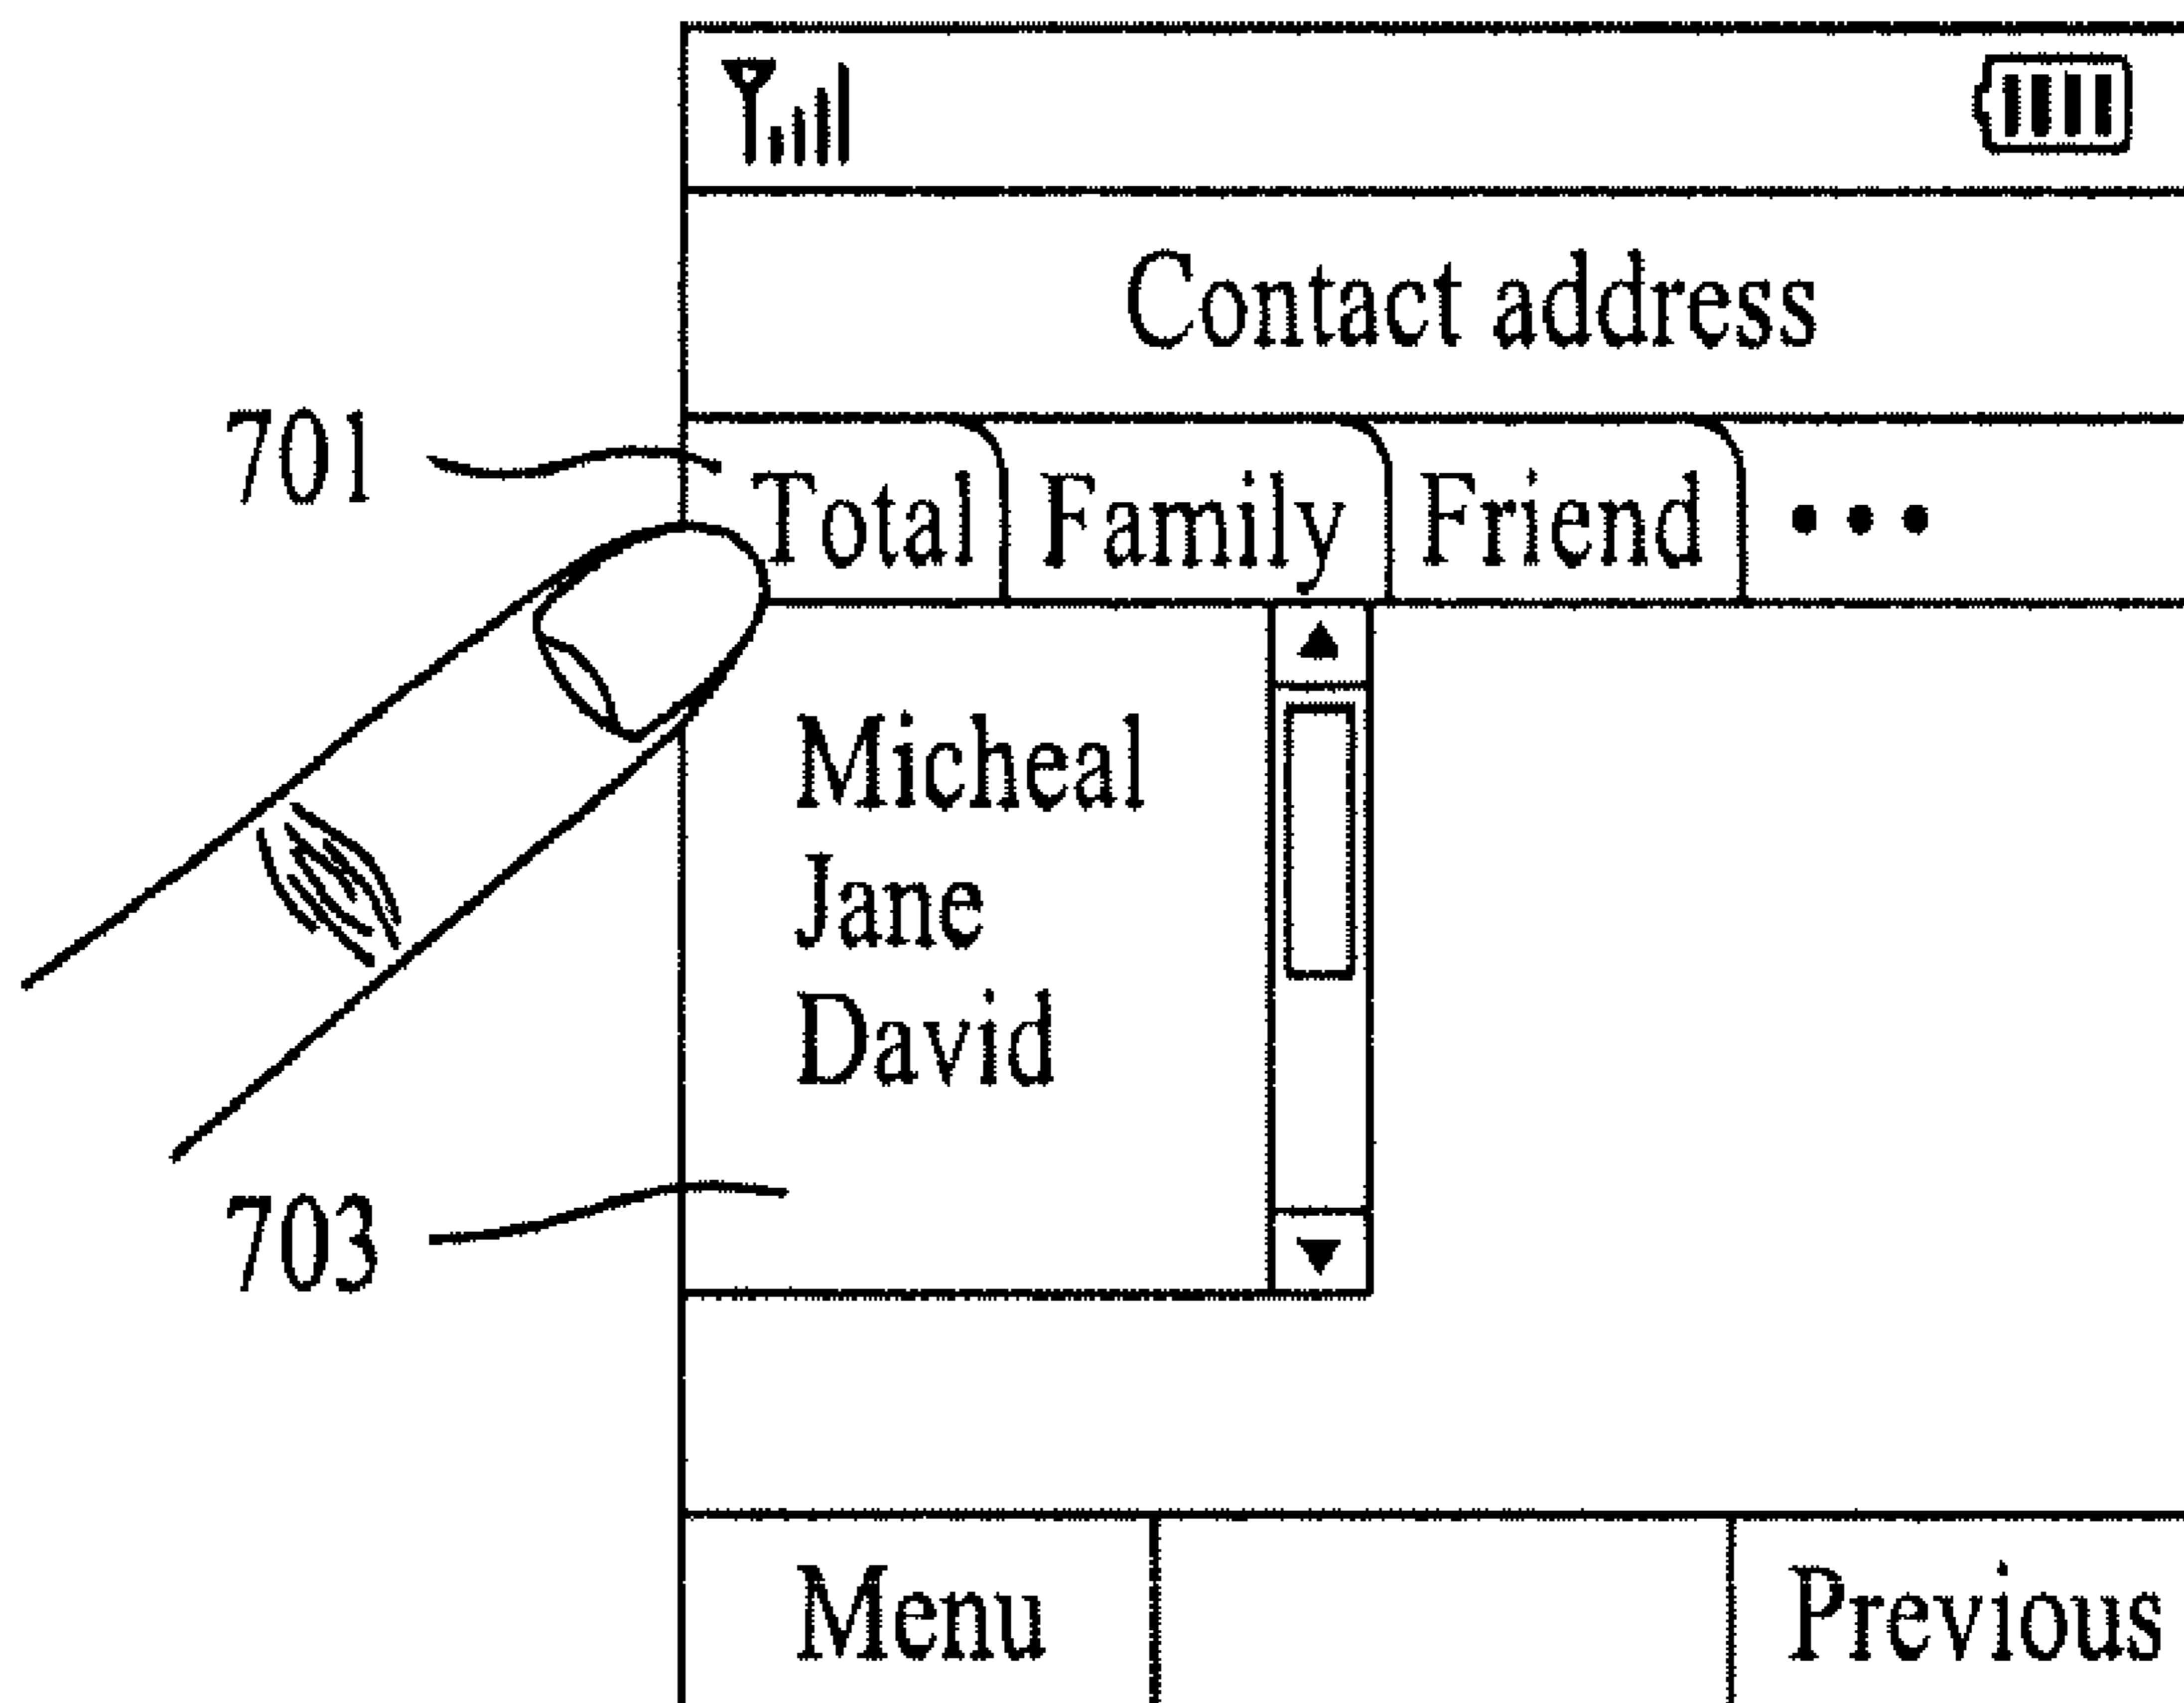 Contact address
701
Total Family Friend •••
Micheal
Jane
David
703
Menu Previous